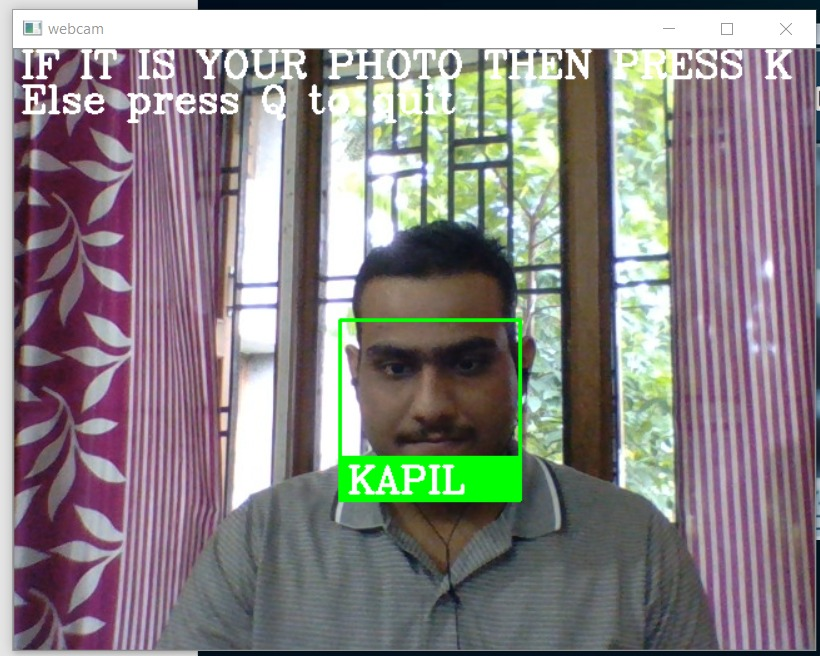 webcam
IF IT IS YOUR PHOTO THEN PRESS K
Else press Q to quit
KAPIL